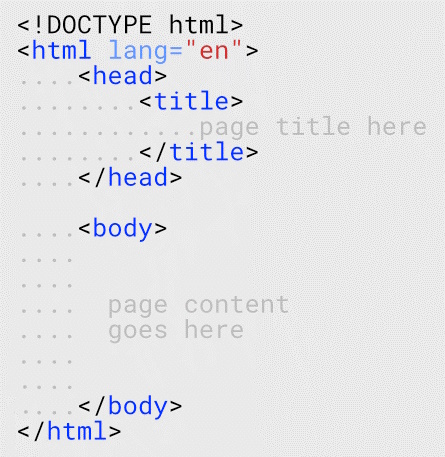 <!DOCTYPE html>
<html lang="en">
....<head>
........<title>
............page title here
........</title>
....</head>
....<body>
....
....
.... page content
.... goes here
....
....
....</body>
</html>